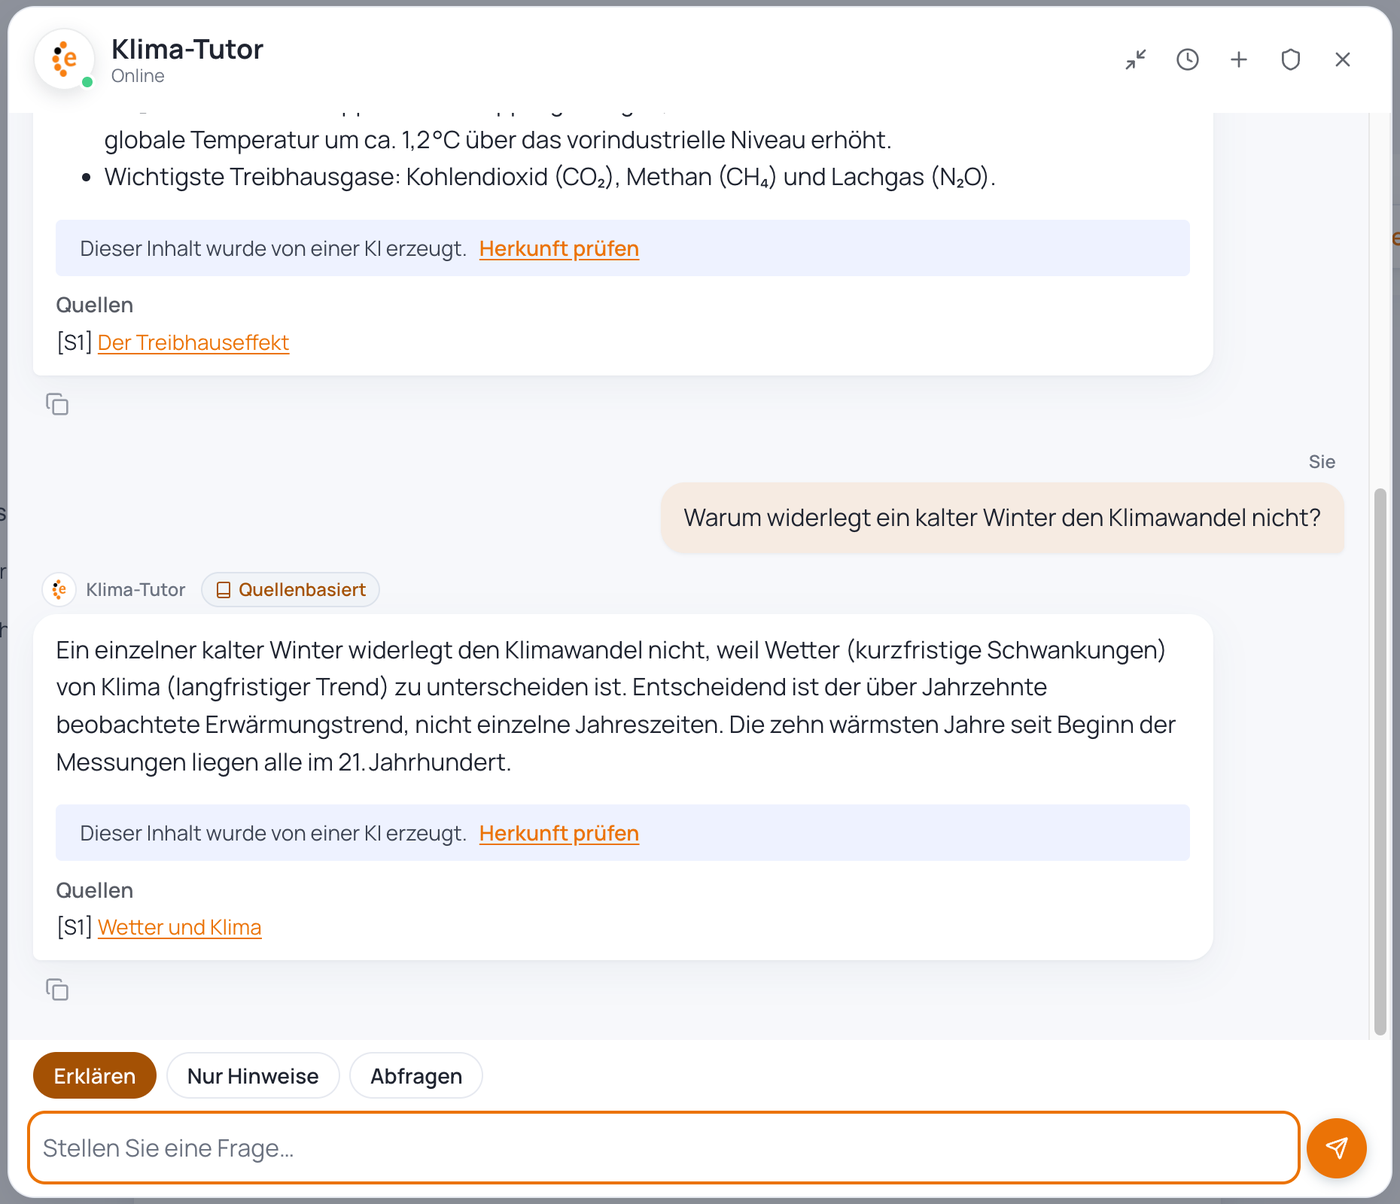 Klima-Tutor
Online
globale Temperatur um ca. 1,2 °C über das vorindustrielle Niveau erhöht.
• Wichtigste Treibhausgase: Kohlendioxid (CO₂), Methan (CH₄) und Lachgas (N₂O).
Dieser Inhalt wurde von einer KI erzeugt. Herkunft prüfen
Quellen
[S1] Der Treibhauseffekt
Sie
Warum widerlegt ein kalter Winter den Klimawandel nicht?
Klima-Tutor Quellenbasiert
Ein einzelner kalter Winter widerlegt den Klimawandel nicht, weil Wetter (kurzfristige Schwankungen)
von Klima (langfristiger Trend) zu unterscheiden ist. Entscheidend ist der über Jahrzehnte
beobachtete Erwärmungstrend, nicht einzelne Jahreszeiten. Die zehn wärmsten Jahre seit Beginn der
Messungen liegen alle im 21. Jahrhundert.
Dieser Inhalt wurde von einer KI erzeugt. Herkunft prüfen
Quellen
[S1] Wetter und Klima
Erklären Nur Hinweise Abfragen
Stellen Sie eine Frage...